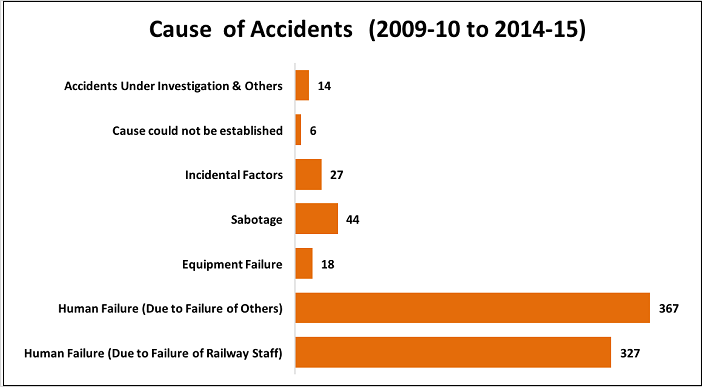 Cause of Accidents (2009-10 to 2014-15)
Accidents Under Investigation & Others 14
Cause could not be established 6
Incidental Factors 27
Sabotage 44
Equipment Failure 18
Human Failure (Due to Failure of Others) 367
Human Failure (Due to Failure of Railway Staff) 327